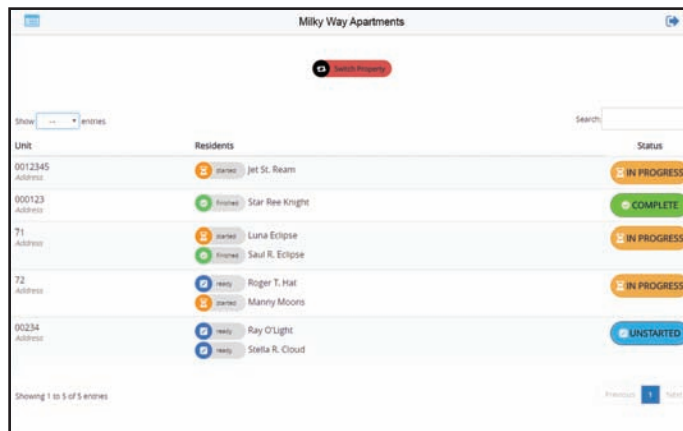 Milky Way Apartments
Switch Property
Show -- entries
Search:
Unit Residents Status
0012345 started Jet St. Ream IN PROGRESS
Address
000123 finished Star Ree Knight COMPLETE
Address
71 started Luna Eclipse IN PROGRESS
Address finished Saul R. Eclipse
72 ready Roger T. Hat IN PROGRESS
Address started Manny Moons
00234 ready Ray O'Light UNSTARTED
Address ready Stella R. Cloud
Showing 1 to 5 of 5 entries
Previous 1 Next